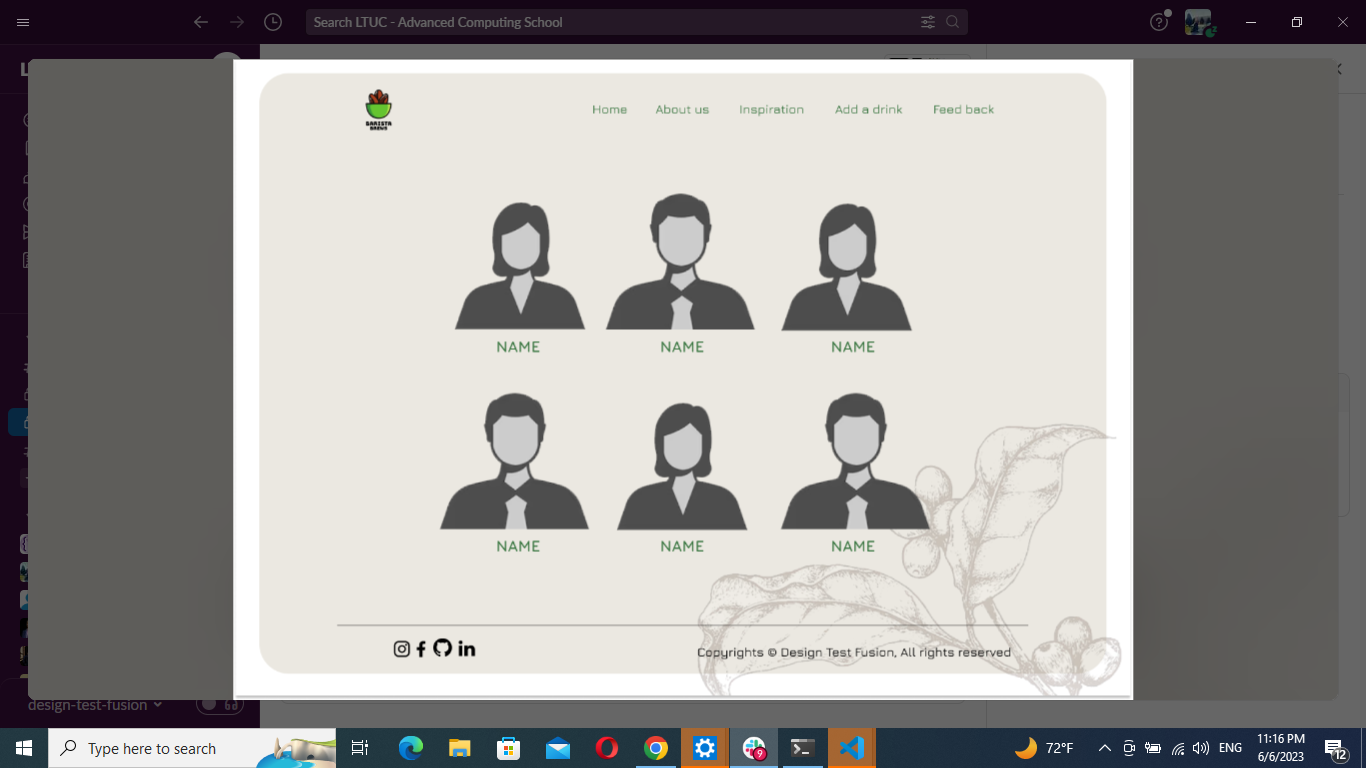 Search LTUC - Advanced Computing School
BARISTA
BREWS
Home
About us
Inspiration
Add a drink
Feed back
NAME
NAME
NAME
NAME
NAME
NAME
Copyrights © Design Test Fusion, All rights reserved
design-test-fusion
Type here to search
9
72°F
ENG
11:16 PM
6/6/2023
12